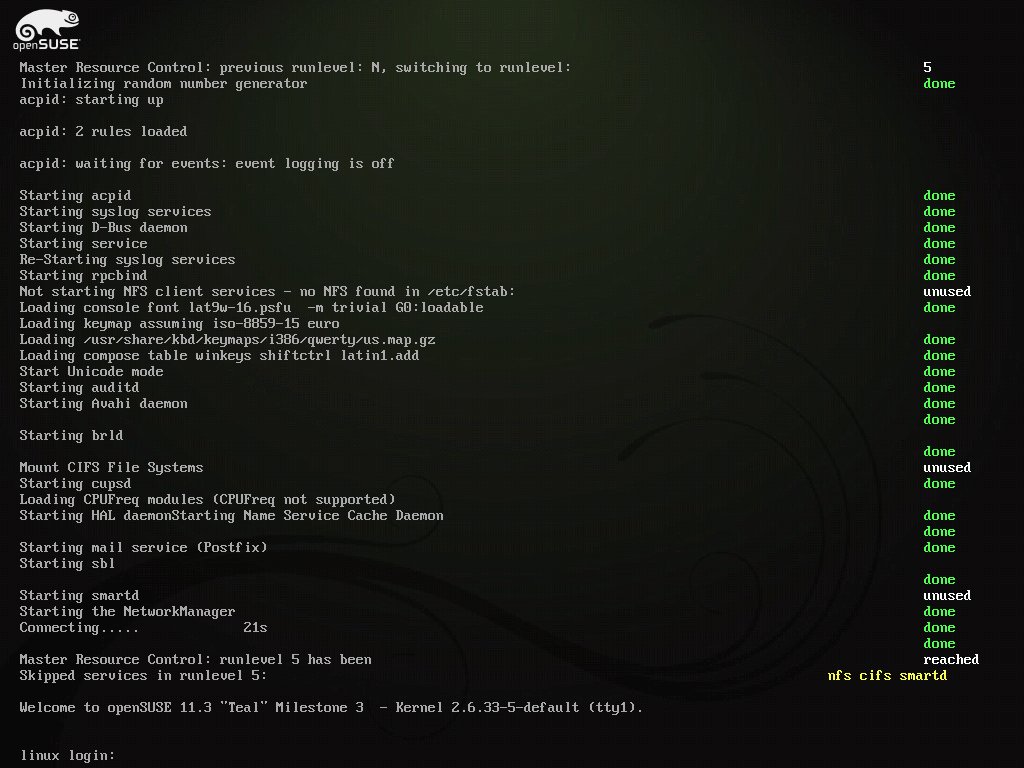 openSUSE
Master Resource Control: previous runlevel: N, switching to runlevel: 5
Initializing random number generator done
acpid: starting up
acpid: 2 rules loaded
acpid: waiting for events: event logging is off
Starting acpid done
Starting syslog services done
Starting D-Bus daemon done
Starting service done
Re-Starting syslog services done
Starting rpcbind done
Not starting NFS client services - no NFS found in /etc/fstab: unused
Loading console font lat9w-16.psfu  -m trivial G0:loadable done
Loading keymap assuming iso-8859-15 euro
Loading /usr/share/kbd/keymaps/i386/qwerty/us.map.gz done
Loading compose table winkeys shiftctrl latin1.add done
Start Unicode mode done
Starting auditd done
Starting Avahi daemon done
done
Starting brld
done
Mount CIFS File Systems unused
Starting cupsd done
Loading CPUFreq modules (CPUFreq not supported)
Starting HAL daemonStarting Name Service Cache Daemon done
done
Starting mail service (Postfix) done
Starting sbl
done
Starting smartd unused
Starting the NetworkManager done
Connecting..... 21s done
done
Master Resource Control: runlevel 5 has been reached
Skipped services in runlevel 5: nfs cifs smartd
Welcome to openSUSE 11.3 "Teal" Milestone 3  - Kernel 2.6.33-5-default (tty1).
linux login: